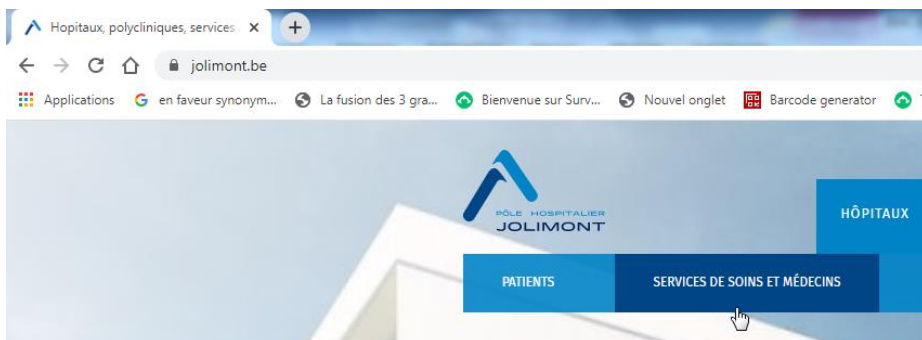 Hopitaux, polycliniques, services
jolimont.be
Applications en faveur synonym... La fusion des 3 gra... Bienvenue sur Surv... Nouvel onglet Barcode generator
PÔLE HOSPITALIER
JOLIMONT
HÔPITAUX
PATIENTS SERVICES DE SOINS ET MÉDECINS